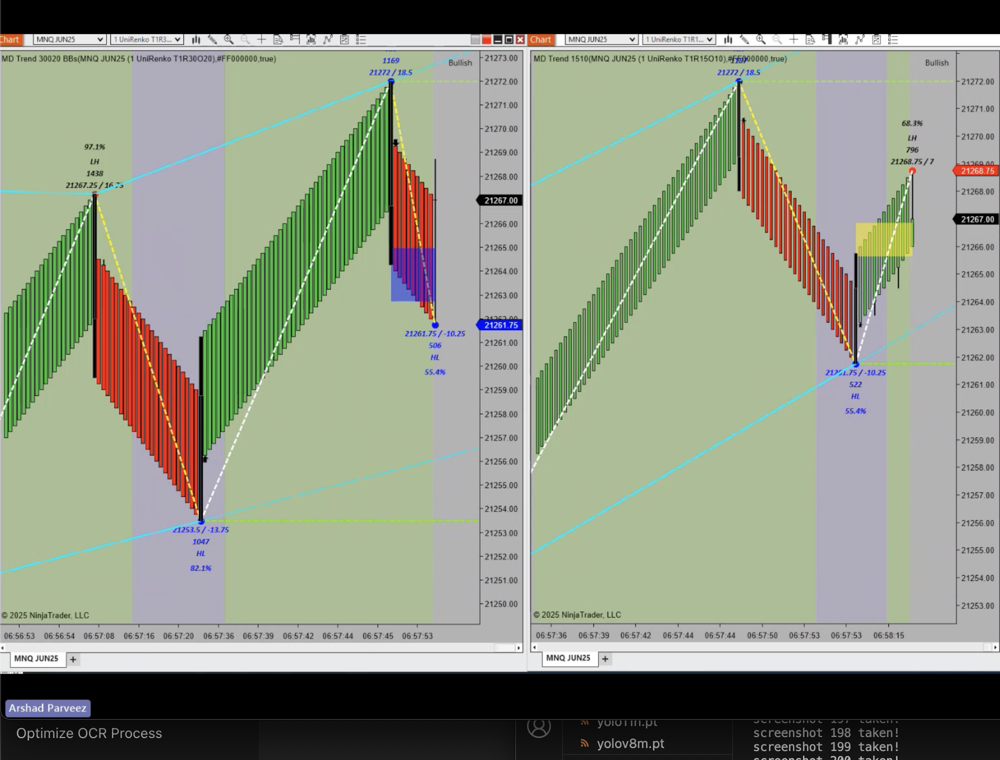 Chart
MNQ JUN25
1 UniRenko T1R3...
MD Trend 30020 BBs(MNQ JUN25 (1 UniRenko T1R30O20),#FF000000,true)
Bullish
1169
21272 / 18.5
97.1%
LH
1438
21253.5 / -13.75
1047
HL
82.1%
21261.75 / -10.25
506
HL
55.4%
21273.00
21272.00
21271.00
21270.00
21269.00
21268.00
21267.00
21266.00
21265.00
21264.00
21263.00
21261.75
21260.00
21259.00
21258.00
21257.00
21256.00
21255.00
21254.00
21253.00
21252.00
21251.00
21250.00
© 2025 NinjaTrader, LLC
06:56:53
06:56:54
06:57:08
06:57:16
06:57:20
06:57:36
06:57:39
06:57:42
06:57:44
06:57:45
06:57:53
MNQ JUN25
+
Chart
MNQ JUN25
1 UniRenko T1R1...
MD Trend 1510(MNQ JUN25 (1 UniRenko T1R15O10),#FF000000,true)
Bullish
21272 / 18.5
68.3%
LH
796
21268.75 / 7
21261.75 / -10.25
522
HL
55.4%
21272.00
21271.00
21270.00
21268.75
21268.00
21267.00
21266.00
21265.00
21264.00
21263.00
21262.00
21261.00
21260.00
21259.00
21258.00
21257.00
21256.00
21255.00
21254.00
21253.00
© 2025 NinjaTrader, LLC
06:57:36
06:57:39
06:57:42
06:57:44
06:57:44
06:57:50
06:57:53
06:57:53
06:58:15
MNQ JUN25
+
Arshad Parveez
Optimize OCR Process
yolo11n.pt
yolov8m.pt
screenshot 197 taken!
screenshot 198 taken!
screenshot 199 taken!
screenshot 200 taken!